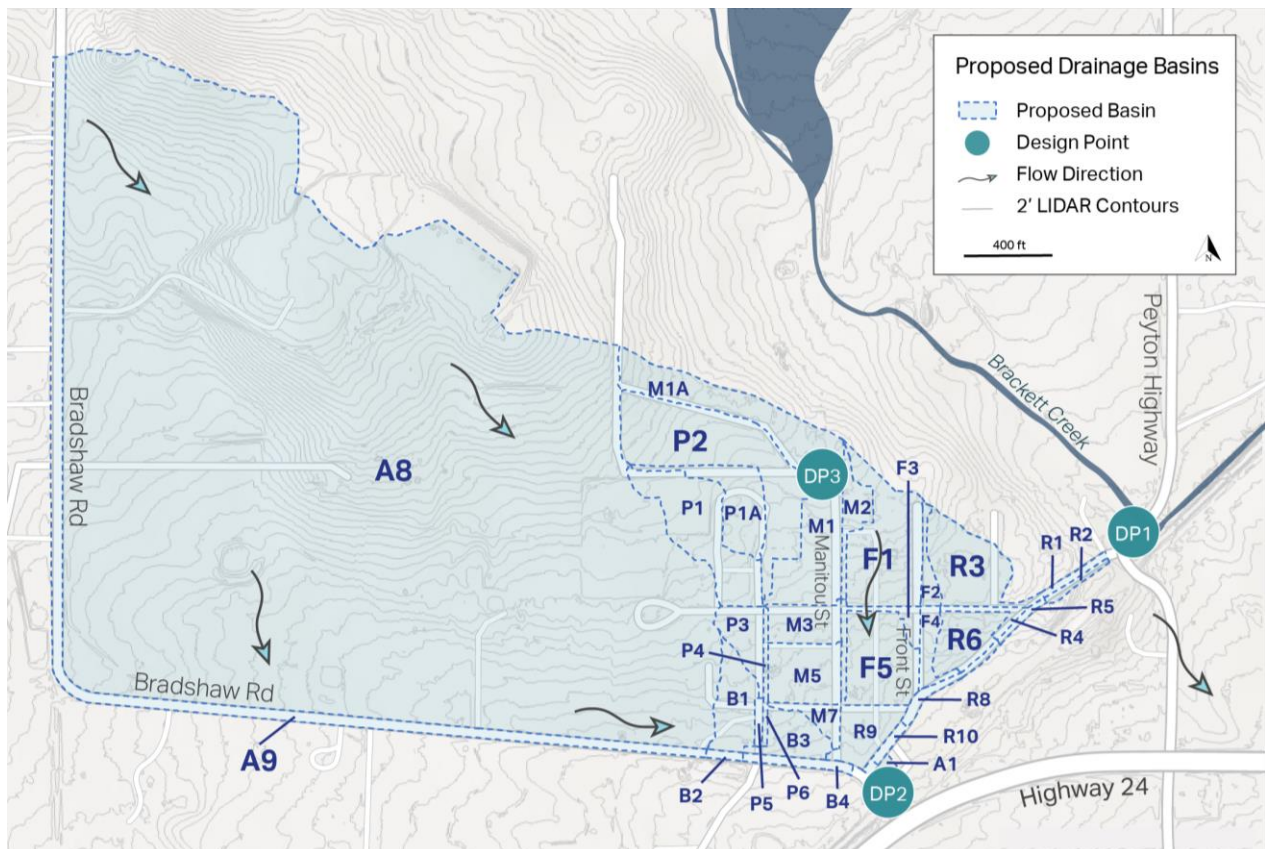 Proposed Drainage Basins
Proposed Basin
Design Point
Flow Direction
2' LIDAR Contours
400 ft
N
Peyton Highway
Brackett Creek
Bradshaw Rd
M1A
P2
A8
DP3
F3
P1
P1A
M1
M2
Manitou St
F1
R3
R1
R2
DP1
F2
R5
P3
M3
F4
R4
R6
Front St
P4
M5
F5
B1
M7
R8
Bradshaw Rd
B3
R9
R10
A9
A1
B2
P5
P6
B4
DP2
Highway 24